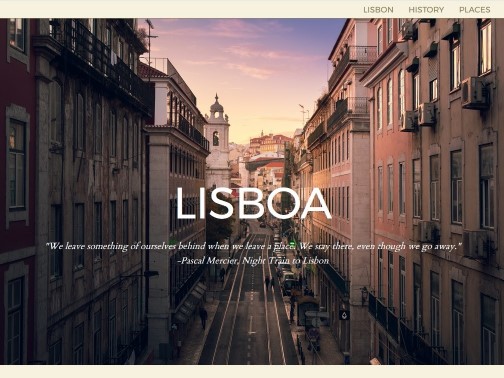 LISBON HISTORY PLACES
LISBOA
"We leave something of ourselves behind when we leave a place. We stay there, even though we go away."
-Pascal Mercier, Night Train to Lisbon